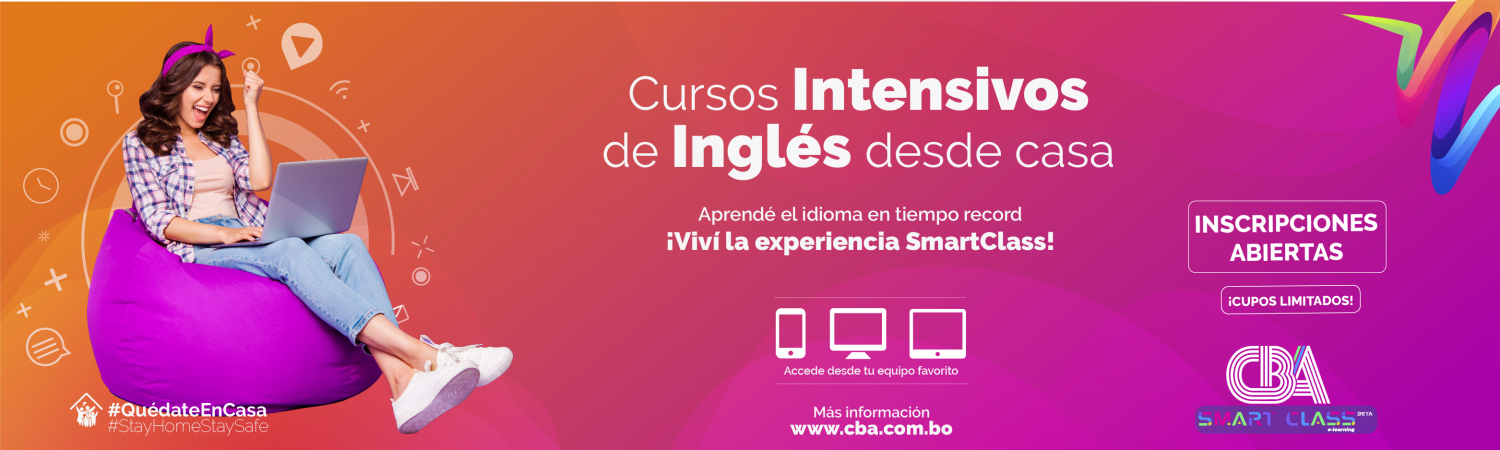 Cursos Intensivos
de Inglés desde casa
Aprendé el idioma en tiempo record
¡Viví la experiencia SmartClass!
Accede desde tu equipo favorito
Más información
www.cba.com.bo
INSCRIPCIONES
ABIERTAS
¡CUPOS LIMITADOS!
CBA
SMART CLASS BETA
e-learning
#QuédateEnCasa
#StayHomeStaySafe